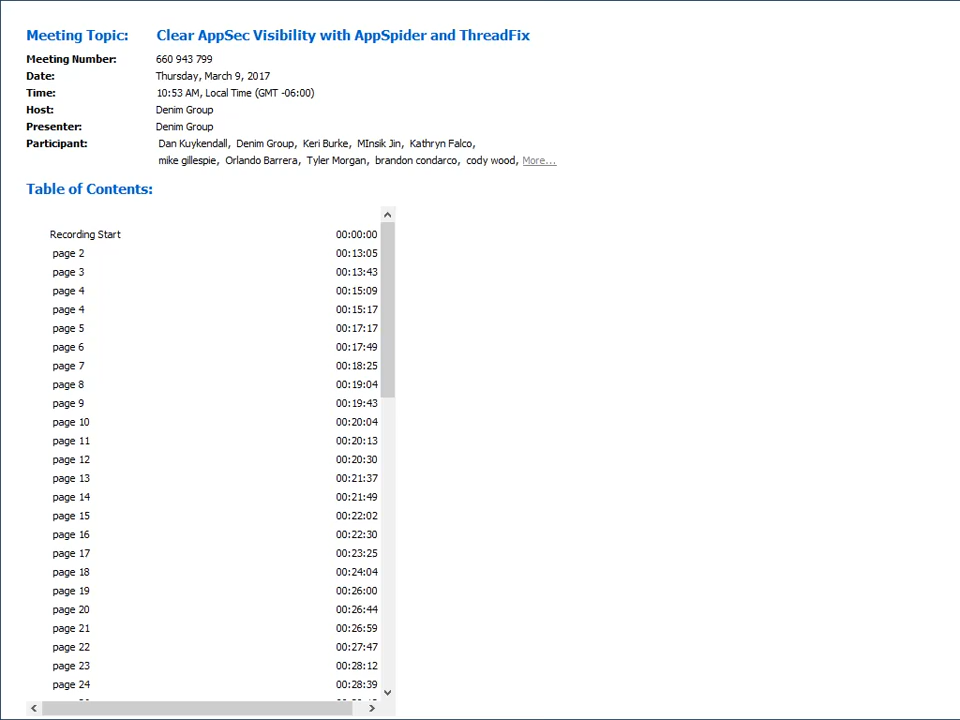 Meeting Topic: Clear AppSec Visibility with AppSpider and ThreadFix
Meeting Number: 660 943 799
Date: Thursday, March 9, 2017
Time: 10:53 AM, Local Time (GMT -06:00)
Host: Denim Group
Presenter: Denim Group
Participant: Dan Kuykendall, Denim Group, Keri Burke, MInsik Jin, Kathryn Falco,
mike gillespie, Orlando Barrera, Tyler Morgan, brandon condarco, cody wood, More...
Table of Contents:
Recording Start 00:00:00
page 2 00:13:05
page 3 00:13:43
page 4 00:15:09
page 4 00:15:17
page 5 00:17:17
page 6 00:17:49
page 7 00:18:25
page 8 00:19:04
page 9 00:19:43
page 10 00:20:04
page 11 00:20:13
page 12 00:20:30
page 13 00:21:37
page 14 00:21:49
page 15 00:22:02
page 16 00:22:30
page 17 00:23:25
page 18 00:24:04
page 19 00:26:00
page 20 00:26:44
page 21 00:26:59
page 22 00:27:47
page 23 00:28:12
page 24 00:28:39